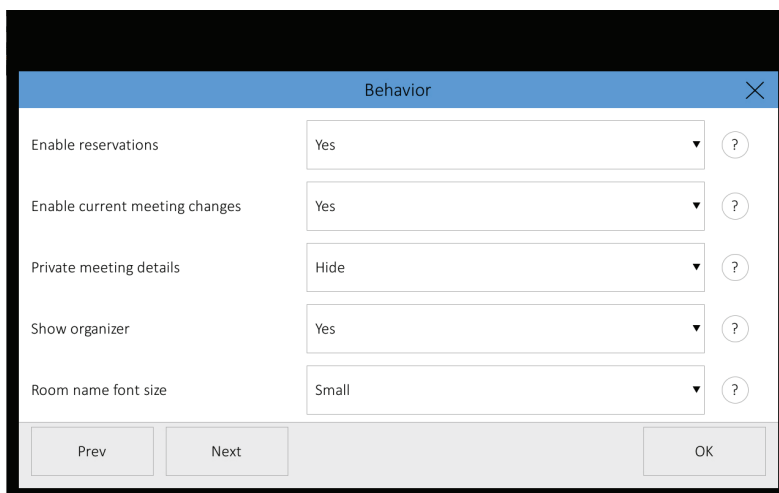 Behavior
Enable reservations Yes ?
Enable current meeting changes Yes ?
Private meeting details Hide ?
Show organizer Yes ?
Room name font size Small ?
Prev Next OK